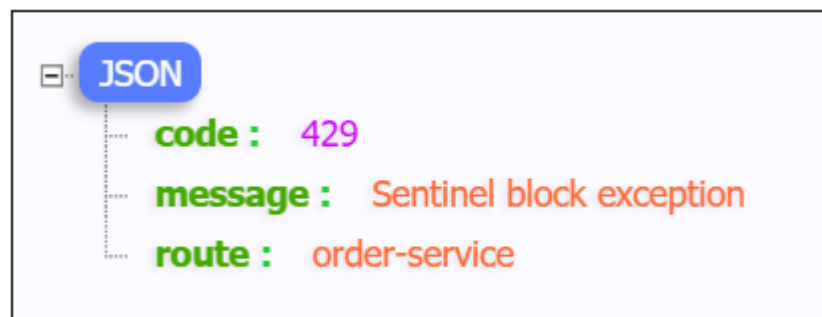 JSON
code : 429
message : Sentinel block exception
route : order-service